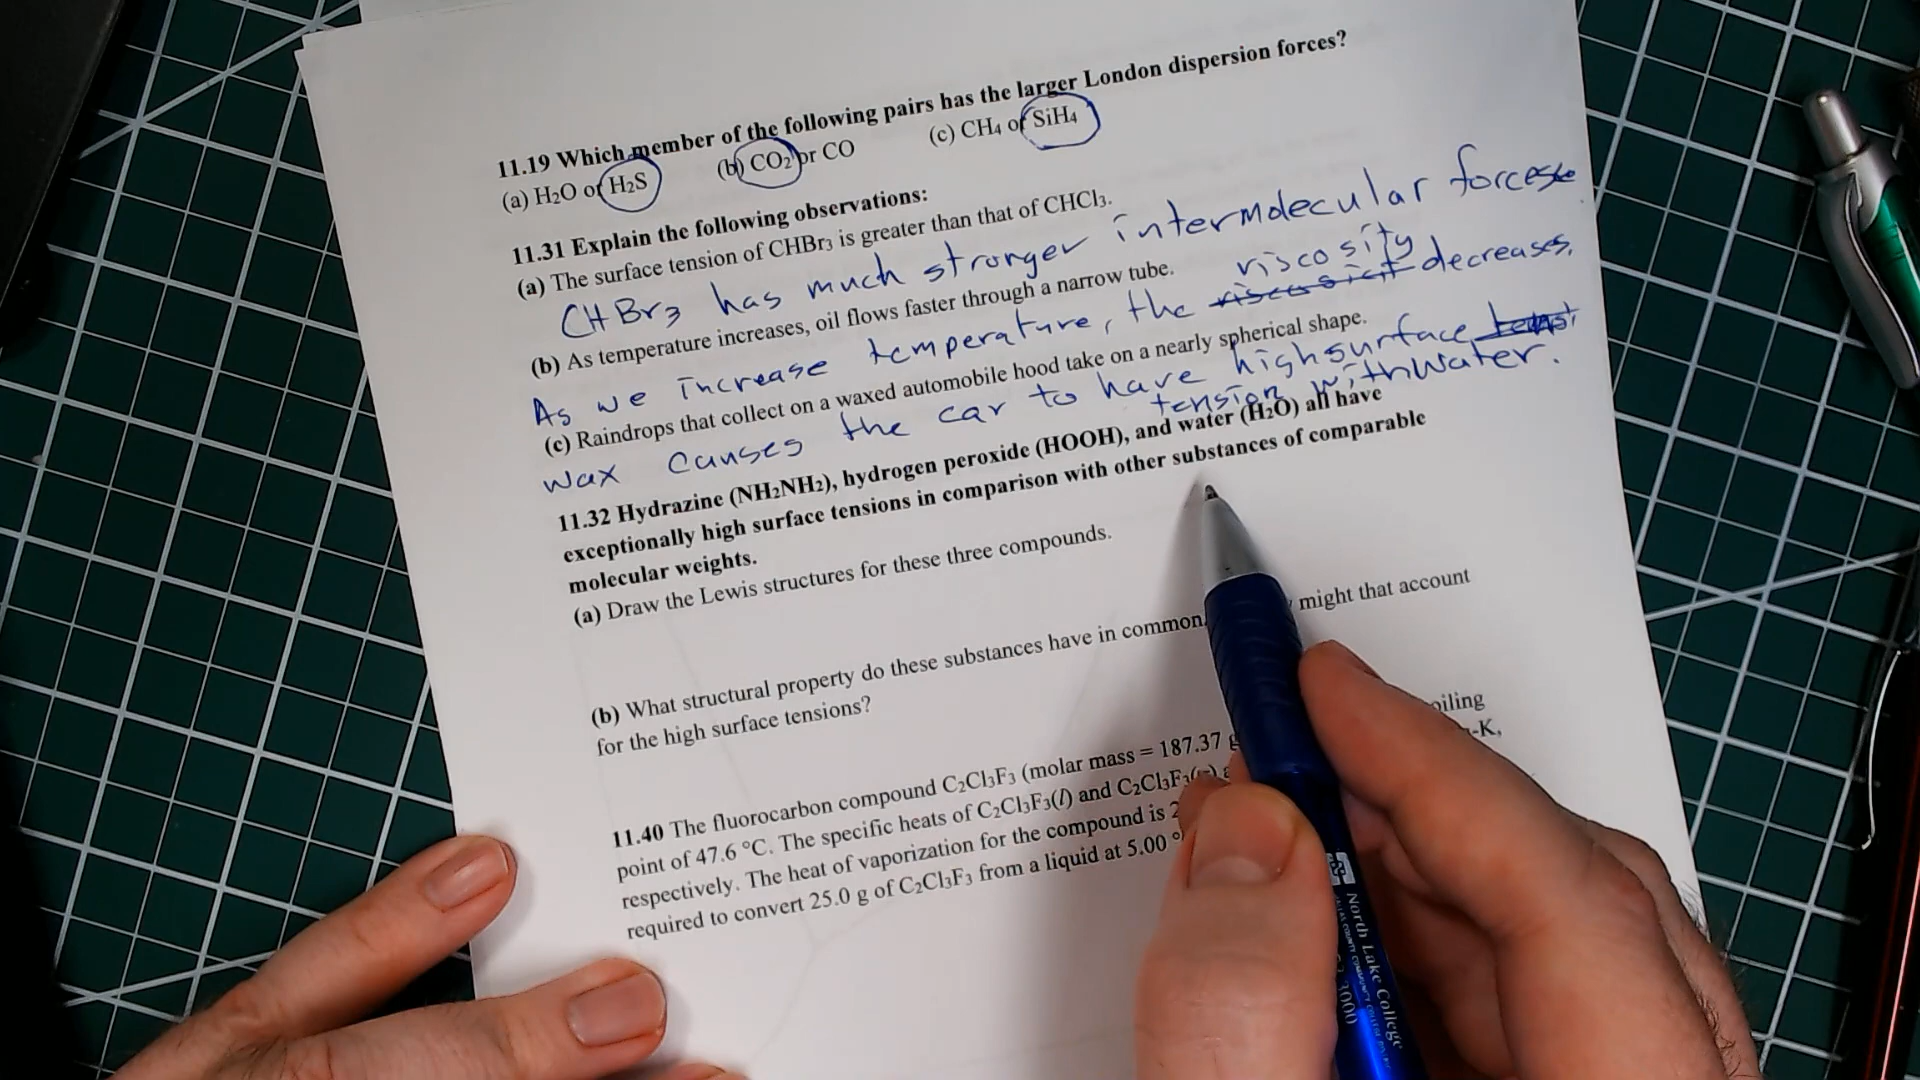 11.19 Which member of the following pairs has the larger London dispersion forces?
(a) H₂O or H₂S (b) CO₂ or CO (c) CH₄ or SiH₄
11.31 Explain the following observations:
(a) The surface tension of CHBr₃ is greater than that of CHCl₃.
CHBr₃ has much stronger intermolecular forces
(b) As temperature increases, oil flows faster through a narrow tube.
As we increase temperature, the viscosity decreases.
(c) Raindrops that collect on a waxed automobile hood take on a nearly spherical shape.
Wax causes the car to have high surface
tension with water.
11.32 Hydrazine (NH₂NH₂), hydrogen peroxide (HOOH), and water (H₂O) all have
exceptionally high surface tensions in comparison with other substances of comparable
molecular weights.
(a) Draw the Lewis structures for these three compounds.
(b) What structural property do these substances have in common, might that account
for the high surface tensions?
11.40 The fluorocarbon compound C₂Cl₃F₃ (molar mass = 187.37 g
point of 47.6 °C. The specific heats of C₂Cl₃F₃(l) and C₂Cl₃F₃(g) -K,
respectively. The heat of vaporization for the compound is 2
required to convert 25.0 g of C₂Cl₃F₃ from a liquid at 5.00 °
North Lake College